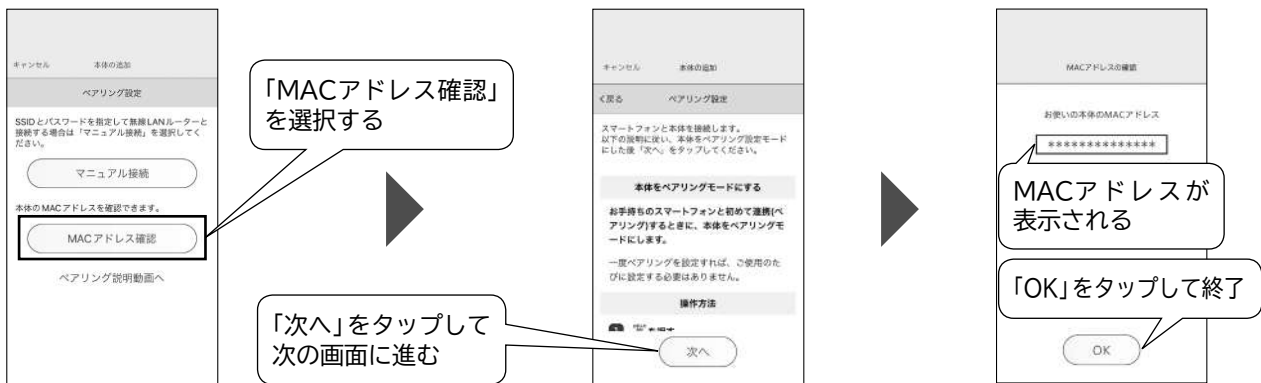 キャンセル 本体の追加
ペアリング設定
SSIDとパスワードを指定して無線LANルーターと
接続する場合は「マニュアル接続」を選択してく
ださい。
マニュアル接続
本体のMACアドレスを確認できます。
MACアドレス確認
ペアリング説明動画へ
「MACアドレス確認」
を選択する
キャンセル 本体の追加
く戻る ペアリング設定
スマートフォンと本体を接続します。
以下の説明に従い、本体をペアリング設定モード
にした後「次へ」をタップしてください。
本体をペアリングモードにする
お手持ちのスマートフォンと初めて連携(ペ
アリング)するときに、本体をペアリングモ
ードにします。
一度ペアリングを設定すれば、ご使用のた
びに設定する必要はありません。
操作方法
次へ
「次へ」をタップして
次の画面に進む
MACアドレスの確認
お使いの本体のMACアドレス
**************
MACアドレスが
表示される
「OK」をタップして終了
OK